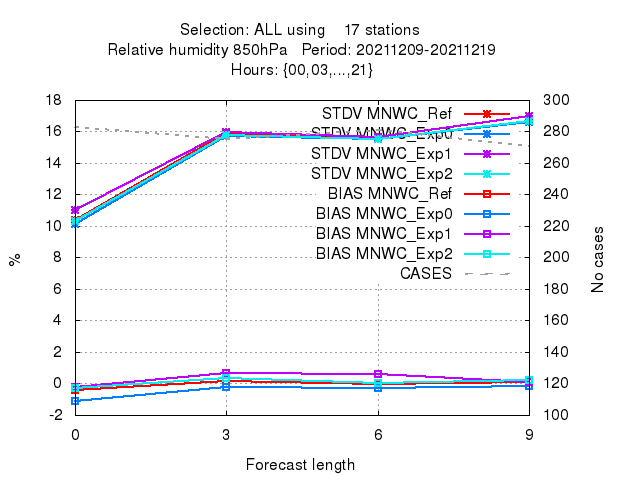 Selection: ALL using    17 stations
Relative humidity 850hPa   Period: 20211209-20211219
Hours: {00,03,...,21}
18 300
STDV MNWC_Ref
16 STDV MNWC_Exp0 280
STDV MNWC_Exp1
14 260
STDV MNWC_Exp2
12 BIAS MNWC_Ref 240
BIAS MNWC_Exp0
10 220
BIAS MNWC_Exp1
8 BIAS MNWC_Exp2 200
CASES
6 180
4 160
2 140
0 120
-2 100
0 3 6 9
Forecast length
%
No cases